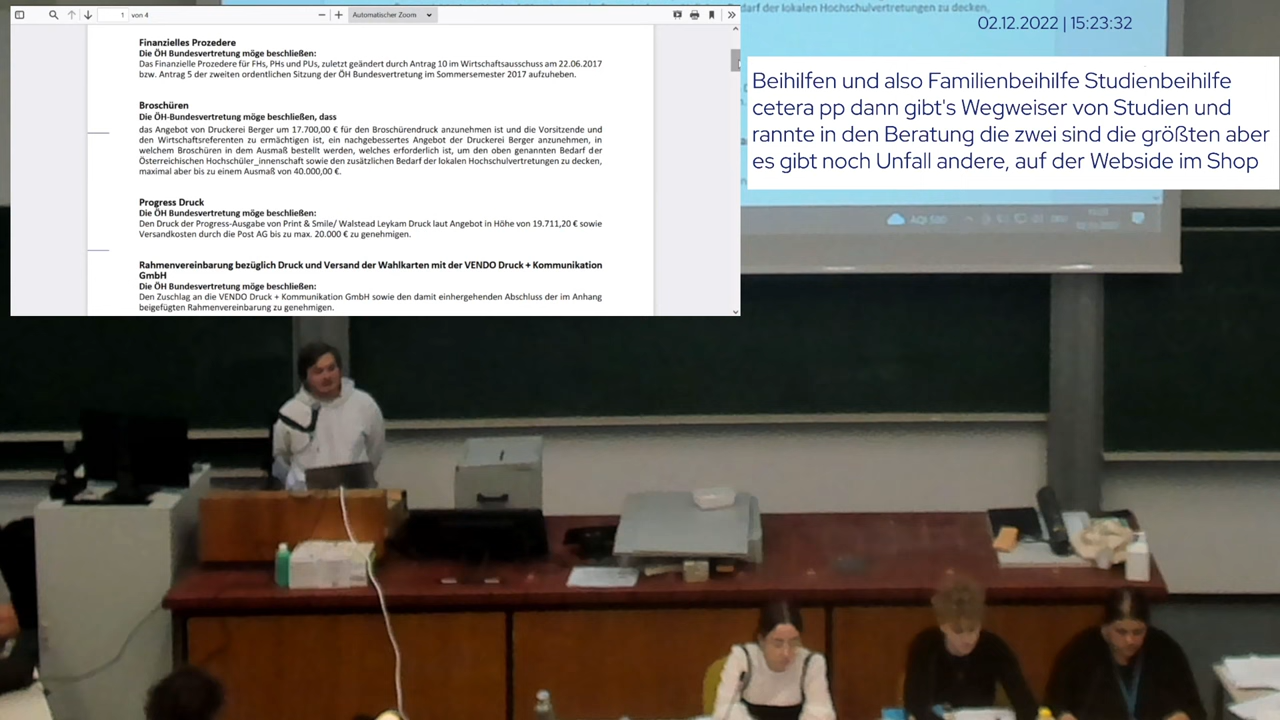 1 von 4 Automatischer Zoom
Finanzielles Prozedere
Die ÖH Bundesvertretung möge beschließen:
Das Finanzielle Prozedere für FHs, PHs und PUs, zuletzt geändert durch Antrag 10 im Wirtschaftsausschuss am 22.06.2017
bzw. Antrag 5 der zweiten ordentlichen Sitzung der ÖH Bundesvertretung im Sommersemester 2017 aufzuheben.
Broschüren
Die ÖH-Bundesvertretung möge beschließen, dass
das Angebot von Druckerei Berger um 17.700,00 € für den Broschürendruck anzunehmen ist und die Vorsitzende und
den Wirtschaftsreferenten zu ermächtigen ist, ein nachgebessertes Angebot der Druckerei Berger anzunehmen, in
welchem Broschüren in dem Ausmaß bestellt werden, welches erforderlich ist, um den oben genannten Bedarf der
Österreichischen Hochschüler_innenschaft sowie den zusätzlichen Bedarf der lokalen Hochschulvertretungen zu decken,
maximal aber bis zu einem Ausmaß von 40.000,00 €.
Progress Druck
Die ÖH Bundesvertretung möge beschließen:
Den Druck der Progress-Ausgabe von Print & Smile/ Walstead Leykam Druck laut Angebot in Höhe von 19.711,20 € sowie
Versandkosten durch die Post AG bis zu max. 20.000 € zu genehmigen.
Rahmenvereinbarung bezüglich Druck und Versand der Wahlkarten mit der VENDO Druck + Kommunikation
GmbH
Die ÖH Bundesvertretung möge beschließen:
Den Zuschlag an die VENDO Druck + Kommunikation GmbH sowie den damit einhergehenden Abschluss der im Anhang
beigefügten Rahmenvereinbarung zu genehmigen.
darf der lokalen Hochschulvertretungen zu decken,
02.12.2022 | 15:23:32
Beihilfen und also Familienbeihilfe Studienbeihilfe
cetera pp dann gibt's Wegweiser von Studien und
rannte in den Beratung die zwei sind die größten aber
es gibt noch Unfall andere, auf der Webside im Shop